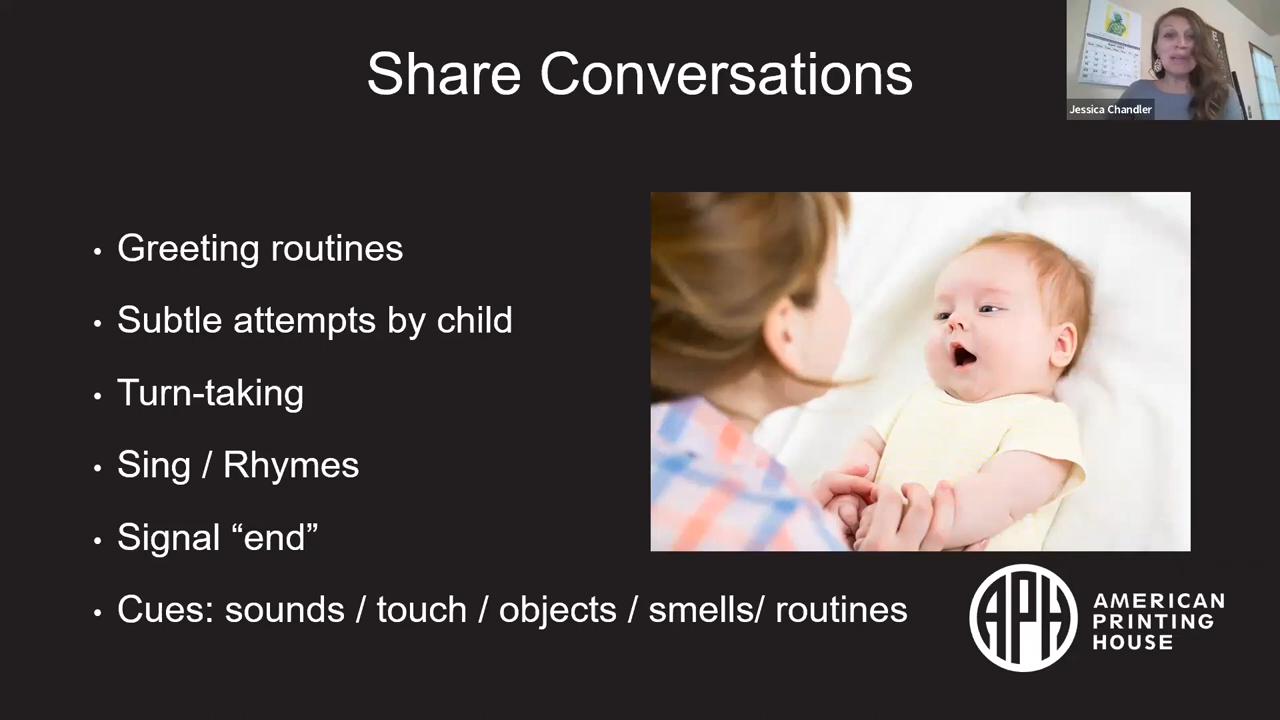 Share Conversations
Jessica Chandler
• Greeting routines
• Subtle attempts by child
• Turn-taking
• Sing / Rhymes
• Signal “end”
• Cues: sounds / touch / objects / smells/ routines
APH
AMERICAN
PRINTING
HOUSE